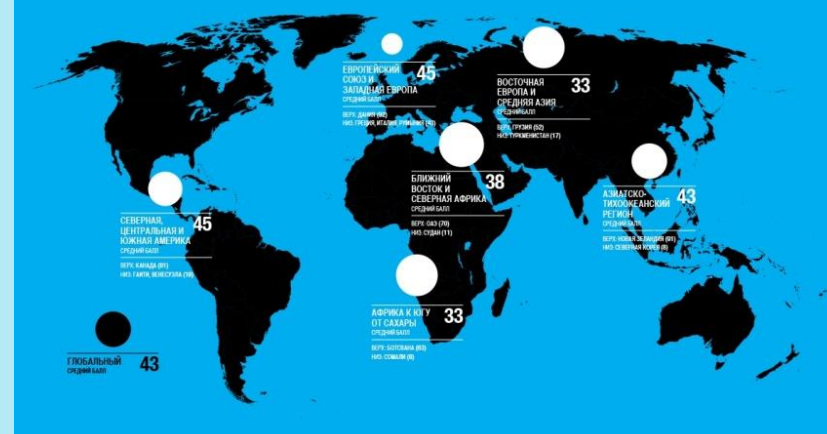 ЕВРОПЕЙСКИЙ
СОЮЗ И
ЗАПАДНАЯ ЕВРОПА
45
СРЕДНИЙ БАЛЛ
ВЕРХ: ДАНИЯ
НИЗ: ГРЕЦИЯ, ИТАЛИЯ, РУМЫНИЯ
ВОСТОЧНАЯ
ЕВРОПА И
СРЕДНЯЯ АЗИЯ
33
СРЕДНИЙ БАЛЛ
ВЕРХ: ГРУЗИЯ (52)
НИЗ: ТУРКМЕНИСТАН (17)
БЛИЖНИЙ
ВОСТОК И
СЕВЕРНАЯ АФРИКА
38
СРЕДНИЙ БАЛЛ
ВЕРХ: ОАЭ (70)
НИЗ: СУДАН (11)
АЗИАТСКО-
ТИХООКЕАНСКИЙ
РЕГИОН
43
СРЕДНИЙ БАЛЛ
ВЕРХ: НОВАЯ ЗЕЛАНДИЯ (91)
НИЗ: СЕВЕРНАЯ КОРЕЯ (8)
СЕВЕРНАЯ,
ЦЕНТРАЛЬНАЯ И
ЮЖНАЯ АМЕРИКА
45
СРЕДНИЙ БАЛЛ
ВЕРХ: КАНАДА (81)
НИЗ: ГАИТИ, ВЕНЕСУЭЛА
АФРИКА К ЮГУ
ОТ САХАРЫ
33
СРЕДНИЙ БАЛЛ
ВЕРХ: БОТСВАНА (63)
НИЗ: СОМАЛИ (8)
ГЛОБАЛЬНЫЙ
43
СРЕДНИЙ БАЛЛ